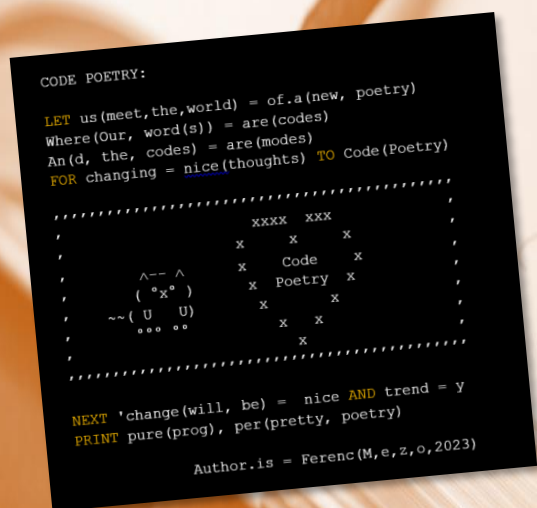 CODE POETRY:
LET us(meet,the,world) = of.a(new, poetry)
Where(Our, word(s)) = are(codes)
An(d, the, codes) = are(modes)
FOR changing = nice(thoughts) TO Code(Poetry)
,,,,,,,,,,,,,,,,,,,,,,,,,,,,,,,,,,,,,,,,,,,,,
,                      xxxx  xxx             ,
,                    x     x     x           ,
,         ^-- ^      x    Code    x          ,
,        ( °x° )      x  Poetry  x           ,
,     ~~( U   U)       x       x             ,
,        °°° °°          x   x               ,
,                          x                 ,
,,,,,,,,,,,,,,,,,,,,,,,,,,,,,,,,,,,,,,,,,,,,,
NEXT 'change(will, be) =  nice AND trend = y
PRINT pure(prog), per(pretty, poetry)
Author.is = Ferenc(M,e,z,o,2023)